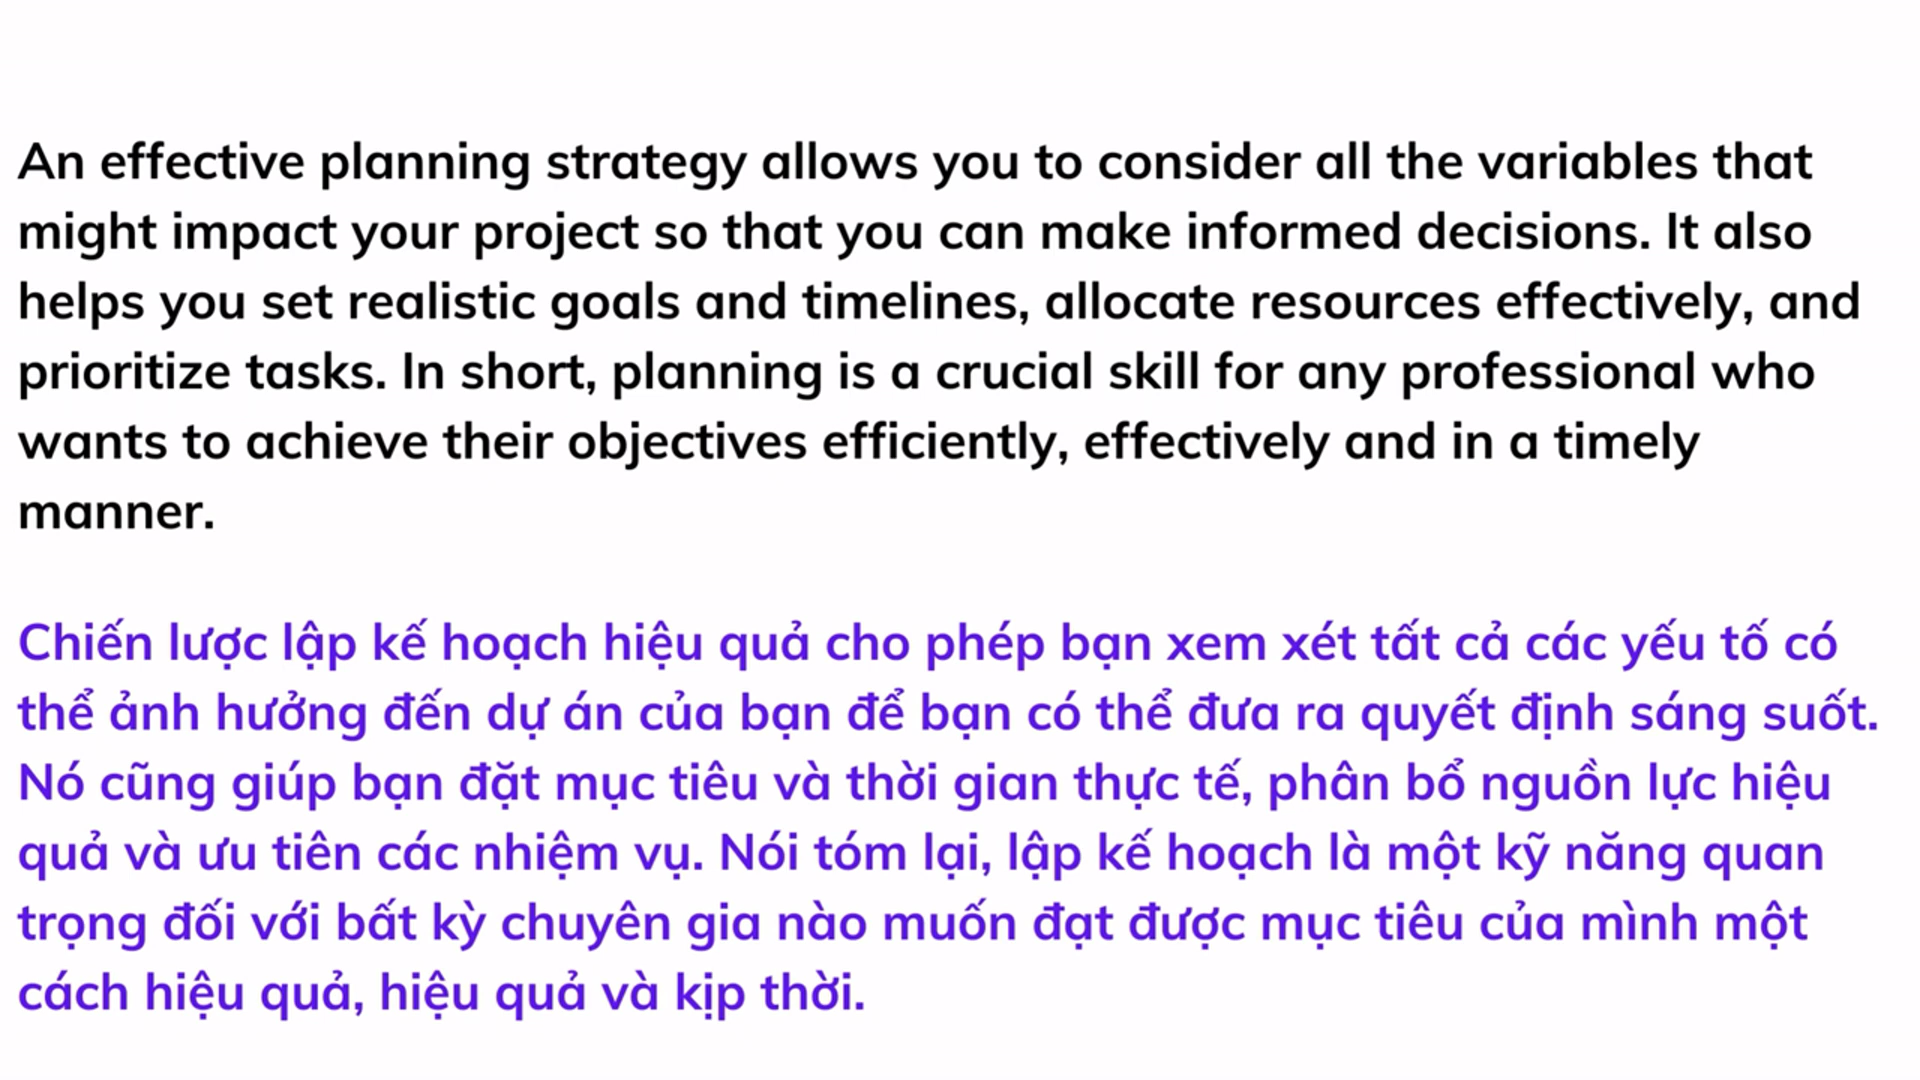 An effective planning strategy allows you to consider all the variables that
might impact your project so that you can make informed decisions. It also
helps you set realistic goals and timelines, allocate resources effectively, and
prioritize tasks. In short, planning is a crucial skill for any professional who
wants to achieve their objectives efficiently, effectively and in a timely
manner.
Chiến lược lập kế hoạch hiệu quả cho phép bạn xem xét tất cả các yếu tố có
thể ảnh hưởng đến dự án của bạn để bạn có thể đưa ra quyết định sáng suốt.
Nó cũng giúp bạn đặt mục tiêu và thời gian thực tế, phân bổ nguồn lực hiệu
quả và ưu tiên các nhiệm vụ. Nói tóm lại, lập kế hoạch là một kỹ năng quan
trọng đối với bất kỳ chuyên gia nào muốn đạt được mục tiêu của mình một
cách hiệu quả, hiệu quả và kịp thời.